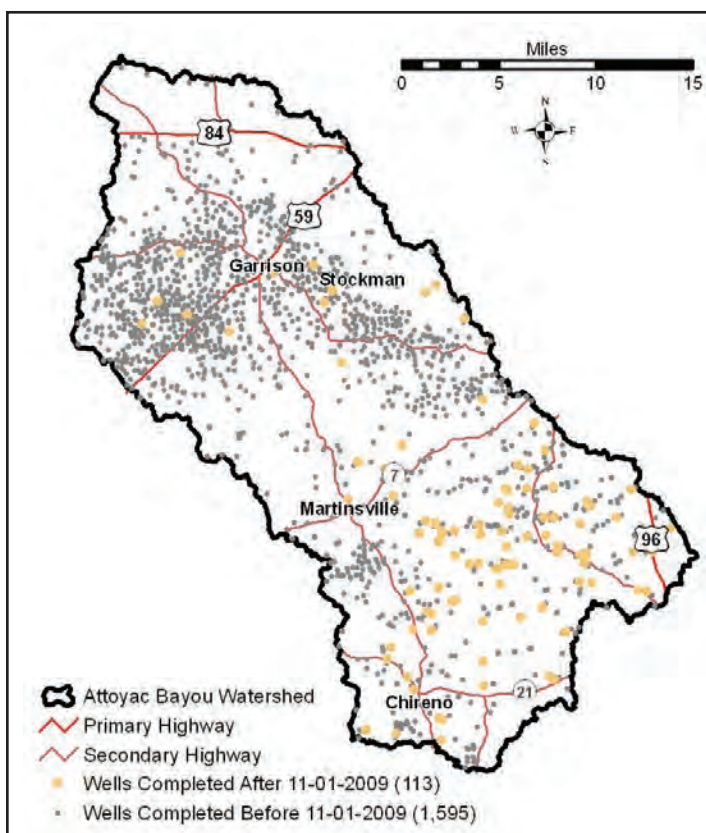 Miles
0 5 10 15
N
W E
S
84
59
Garrison
Stockman
7
Martinsville
96
21
Chireno
Attoyac Bayou Watershed
Primary Highway
Secondary Highway
Wells Completed After 11-01-2009 (113)
Wells Completed Before 11-01-2009 (1,595)